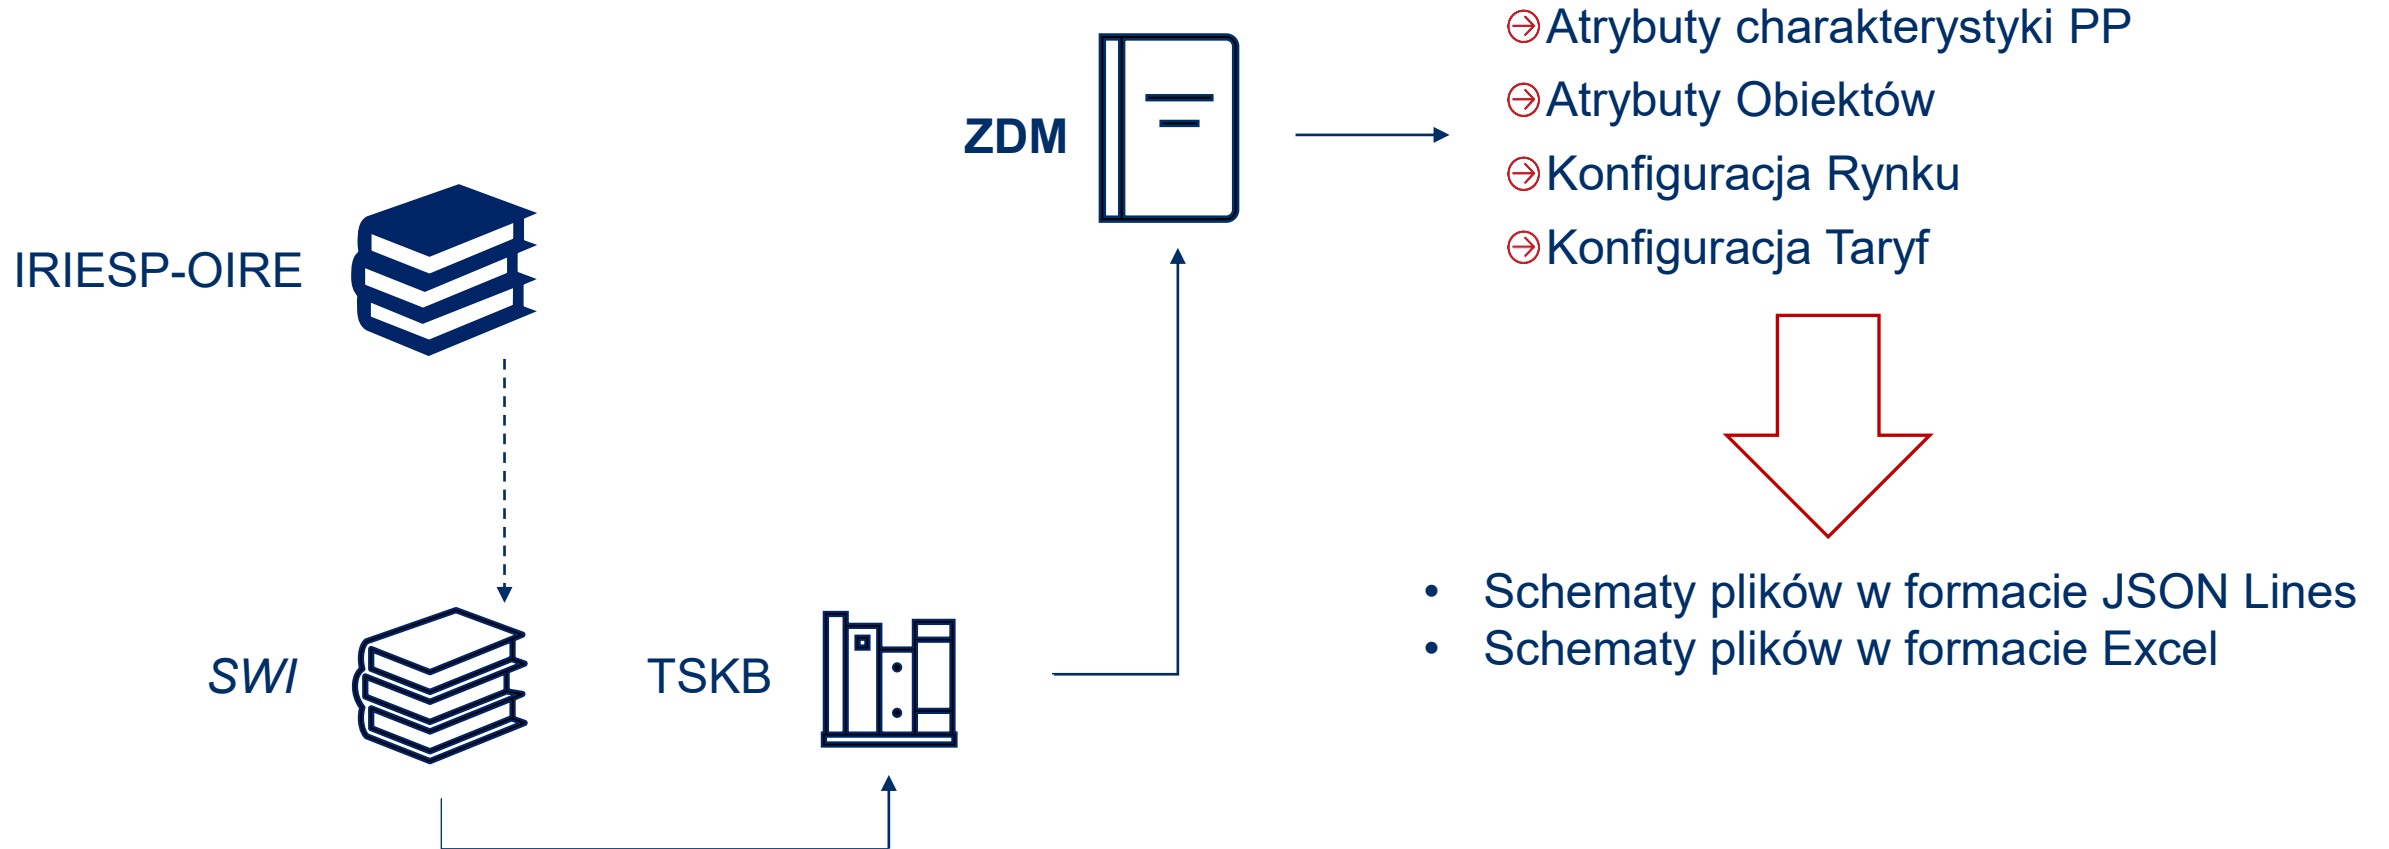 Atrybuty charakterystyki PP
Atrybuty Obiektów
ZDM
Konfiguracja Rynku
Konfiguracja Taryf
IRIESP-OIRE
• Schematy plików w formacie JSON Lines
• Schematy plików w formacie Excel
SWI
TSKB